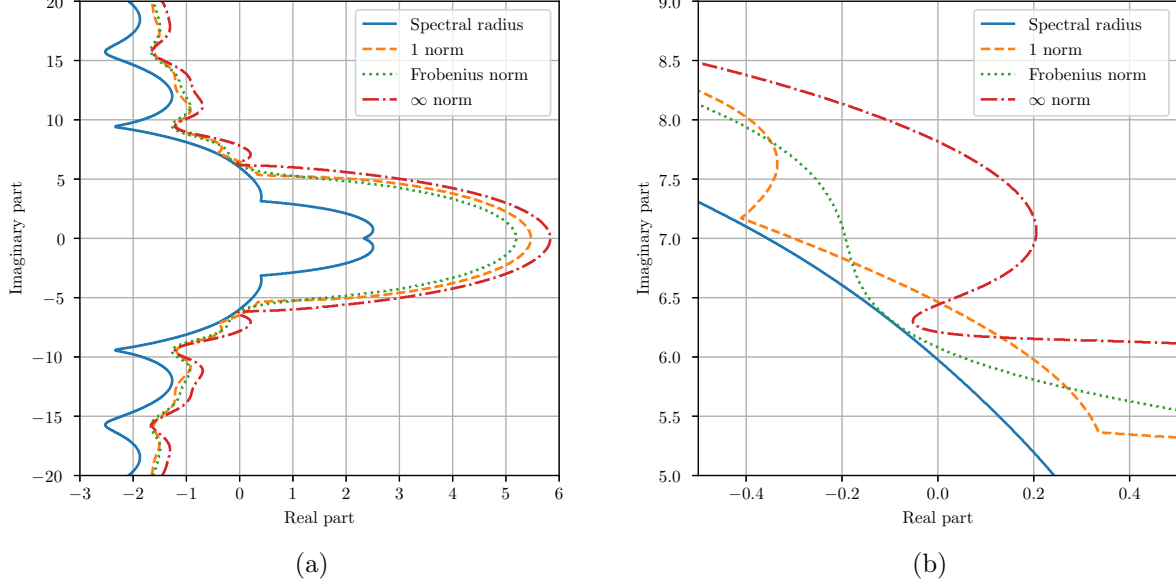 20
15
10
5
0
−5
−10
−15
−20
−3 −2 −1 0 1 2 3 4 5 6
Real part
Imaginary part
Spectral radius
1 norm
Frobenius norm
∞ norm
(a)
9.0
8.5
8.0
7.5
7.0
6.5
6.0
5.5
5.0
−0.4 −0.2 0.0 0.2 0.4
Real part
Imaginary part
Spectral radius
1 norm
Frobenius norm
∞ norm
(b)